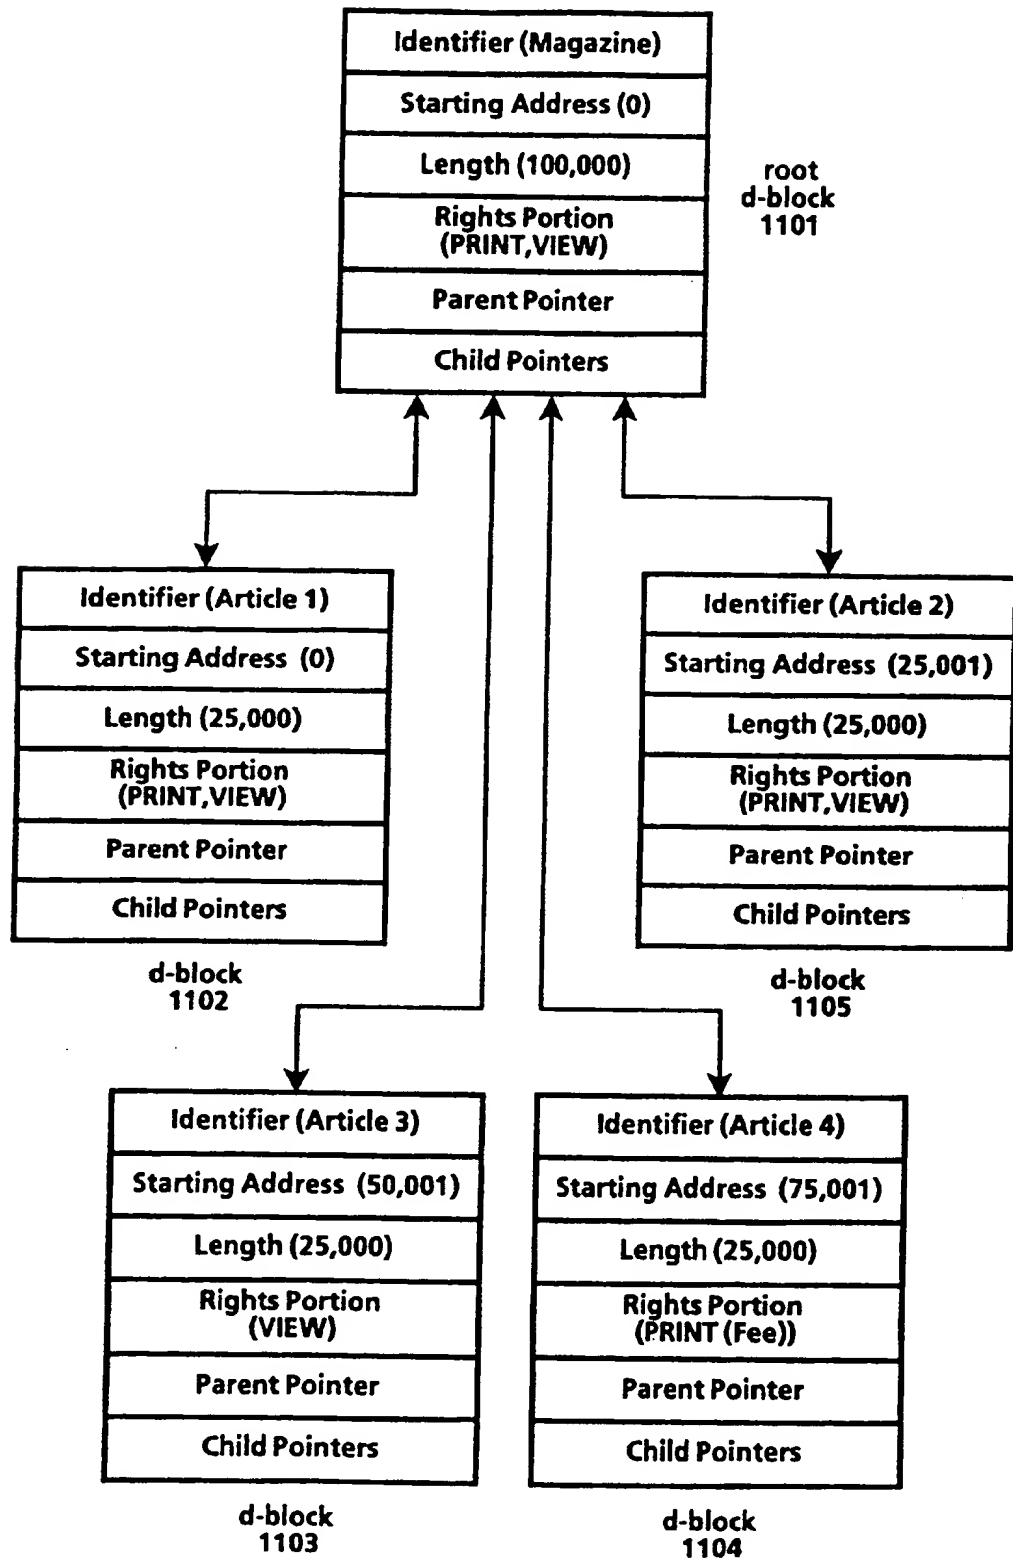 Identifier (Magazine)
Starting Address (0)
Length (100,000)
Rights Portion
(PRINT,VIEW)
Parent Pointer
Child Pointers
root
d-block
1101
Identifier (Article 1)
Starting Address (0)
Length (25,000)
Rights Portion
(PRINT,VIEW)
Parent Pointer
Child Pointers
d-block
1102
Identifier (Article 2)
Starting Address (25,001)
Length (25,000)
Rights Portion
(PRINT,VIEW)
Parent Pointer
Child Pointers
d-block
1105
Identifier (Article 3)
Starting Address (50,001)
Length (25,000)
Rights Portion
(VIEW)
Parent Pointer
Child Pointers
d-block
1103
Identifier (Article 4)
Starting Address (75,001)
Length (25,000)
Rights Portion
(PRINT (Fee))
Parent Pointer
Child Pointers
d-block
1104